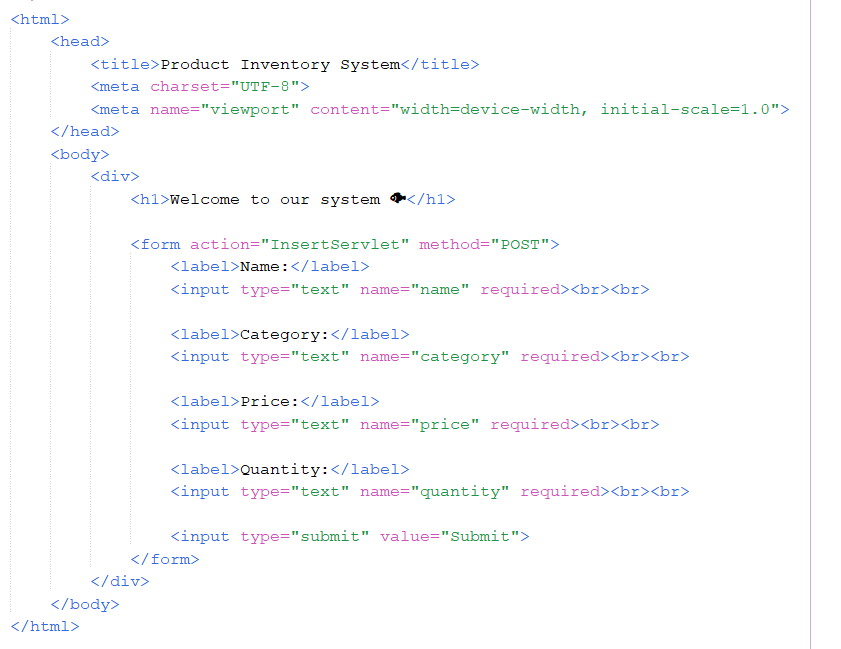 <html>
<head>
<title>Product Inventory System</title>
<meta charset="UTF-8">
<meta name="viewport" content="width=device-width, initial-scale=1.0">
</head>
<body>
<div>
<h1>Welcome to our system 🐟</h1>
<form action="InsertServlet" method="POST">
<label>Name:</label>
<input type="text" name="name" required><br><br>
<label>Category:</label>
<input type="text" name="category" required><br><br>
<label>Price:</label>
<input type="text" name="price" required><br><br>
<label>Quantity:</label>
<input type="text" name="quantity" required><br><br>
<input type="submit" value="Submit">
</form>
</div>
</body>
</html>